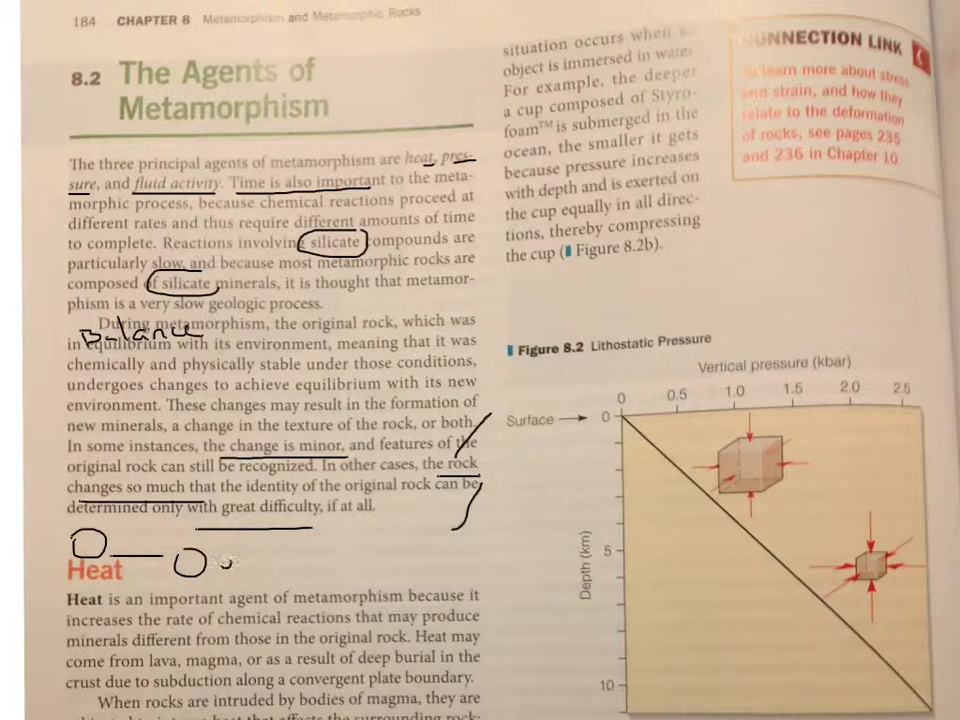 184 CHAPTER 8 Metamorphism and Metamorphic Rocks
8.2 The Agents of
Metamorphism
The three principal agents of metamorphism are heat, pres-
sure, and fluid activity. Time is also important to the meta-
morphic process, because chemical reactions proceed at
different rates and thus require different amounts of time
to complete. Reactions involving silicate compounds are
particularly slow, and because most metamorphic rocks are
composed of silicate minerals, it is thought that metamor-
phism is a very slow geologic process.
During metamorphism, the original rock, which was
Balance
in equilibrium with its environment, meaning that it was
chemically and physically stable under those conditions,
undergoes changes to achieve equilibrium with its new
environment. These changes may result in the formation of
new minerals, a change in the texture of the rock, or both.
In some instances, the change is minor, and features of the
original rock can still be recognized. In other cases, the rock
changes so much that the identity of the original rock can be
determined only with great difficulty, if at all.
Heat
Heat is an important agent of metamorphism because it
increases the rate of chemical reactions that may produce
minerals different from those in the original rock. Heat may
come from lava, magma, or as a result of deep burial in the
crust due to subduction along a convergent plate boundary.
When rocks are intruded by bodies of magma, they are
heat that affects the surrounding rock;
situation occurs when
object is immersed in water.
For example, the deeper
a cup composed of Styro-
foam™ is submerged in the
ocean, the smaller it gets
because pressure increases
with depth and is exerted on
the cup equally in all direc-
tions, thereby compressing
the cup (Figure 8.2b).
CONNECTION LINK
To learn more about stress
and strain, and how they
relate to the deformation
of rocks, see pages 235
and 236 in Chapter 10.
Figure 8.2 Lithostatic Pressure
Vertical pressure (kbar)
0 0.5 1.0 1.5 2.0 2.5
Surface 0
5
Depth (km)
10